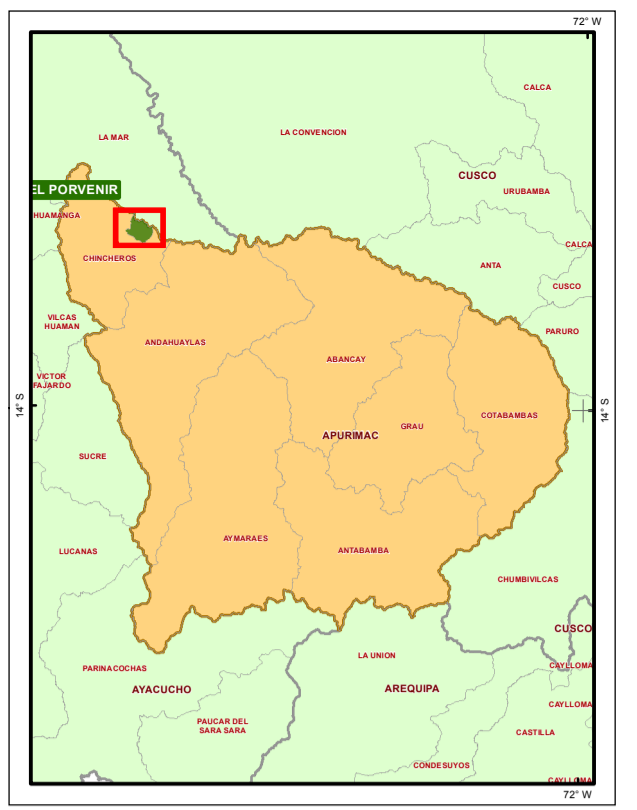 72° W
CALCA
LA MAR
LA CONVENCION
CUSCO
URUBAMBA
EL PORVENIR
HUAMANGA
CALCA
CHINCHEROS
ANTA
CUSCO
VILCAS
HUAMAN
PARURO
ANDAHUAYLAS
ABANCAY
VICTOR
FAJARDO
14° S
14° S
COTABAMBAS
GRAU
APURIMAC
SUCRE
AYMARAES
ANTABAMBA
LUCANAS
CHUMBIVILCAS
CUSCO
LA UNION
CAYLLOMA
PARINACOCHAS
AYACUCHO
AREQUIPA
CAYLLOMA
PAUCAR DEL
SARA SARA
CASTILLA
CONDESUYOS
CAYLLOMA
72° W